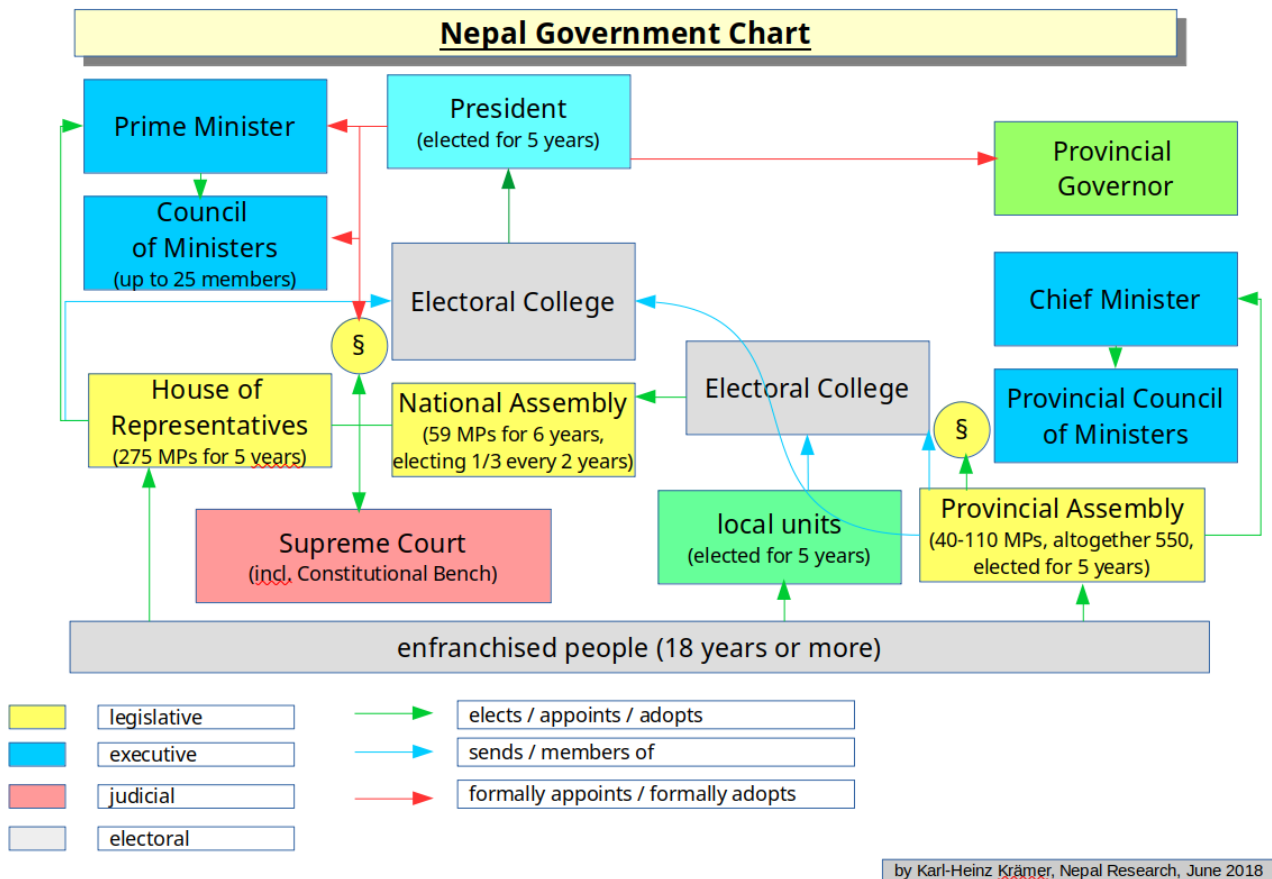 Nepal Government Chart
Prime Minister
President
(elected for 5 years)
Provincial
Governor
Council
of Ministers
(up to 25 members)
Electoral College
Chief Minister
§
House of
Representatives
(275 MPs for 5 years)
National Assembly
(59 MPs for 6 years,
electing 1/3 every 2 years)
Electoral College
§
Provincial Council
of Ministers
Supreme Court
(incl. Constitutional Bench)
local units
(elected for 5 years)
Provincial Assembly
(40-110 MPs, altogether 550,
elected for 5 years)
enfranchised people (18 years or more)
legislative
elects / appoints / adopts
executive
sends / members of
judicial
formally appoints / formally adopts
electoral
by Karl-Heinz Krämer, Nepal Research, June 2018